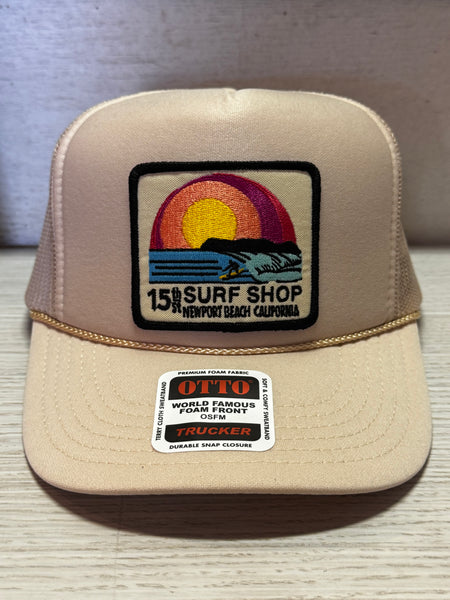 15th St SURF SHOP
NEWPORT BEACH CALIFORNIA
PREMIUM FOAM FABRIC
OTTO
WORLD FAMOUS
FOAM FRONT
OSFM
TRUCKER
DURABLE SNAP CLOSURE
TERRY CLOTH SWEATBAND
SOFT & COMFY SWEATBAND